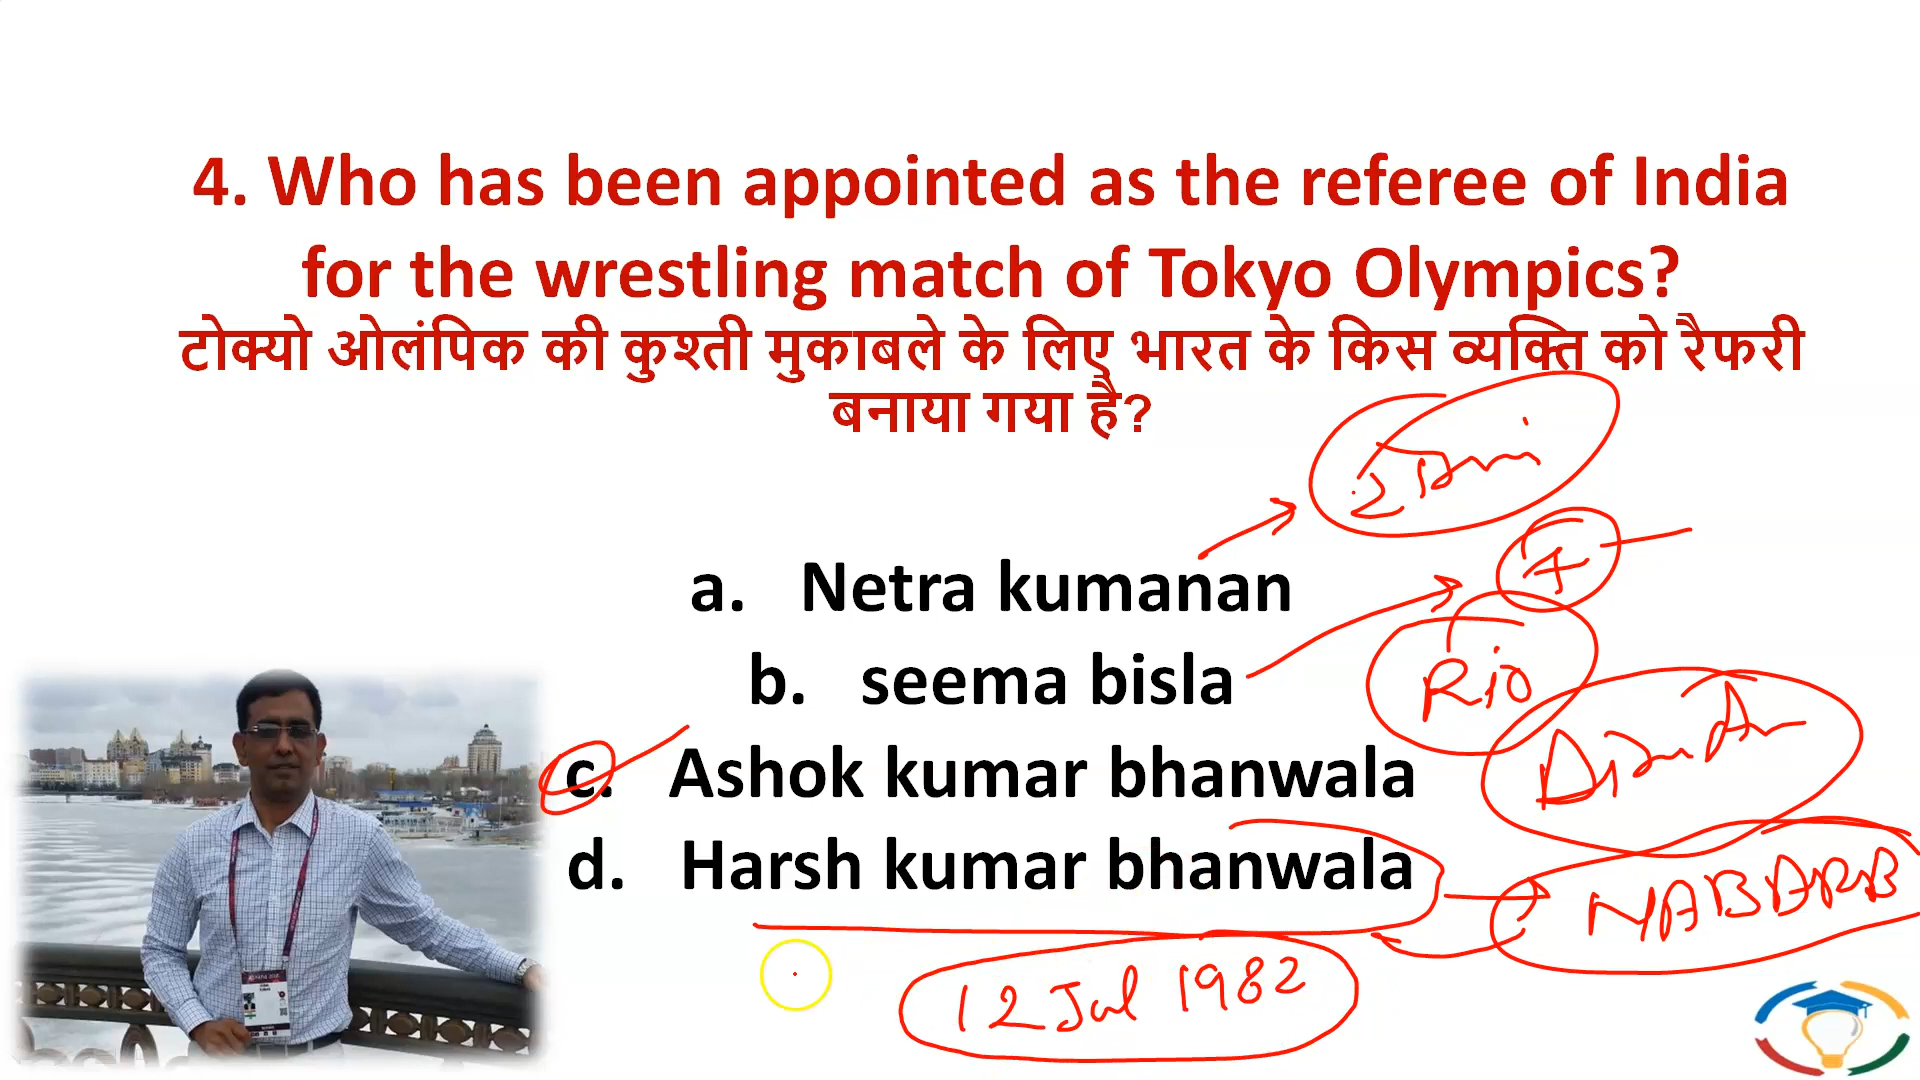 4. Who has been appointed as the referee of India
for the wrestling match of Tokyo Olympics?
टोक्यो ओलंपिक की कुश्ती मुकाबले के लिए भारत के किस व्यक्ति को रैफरी
बनाया गया है?
a. Netra kumanan
b. seema bisla
Rio
c. Ashok kumar bhanwala
d. Harsh kumar bhanwala
12 Jul 1982